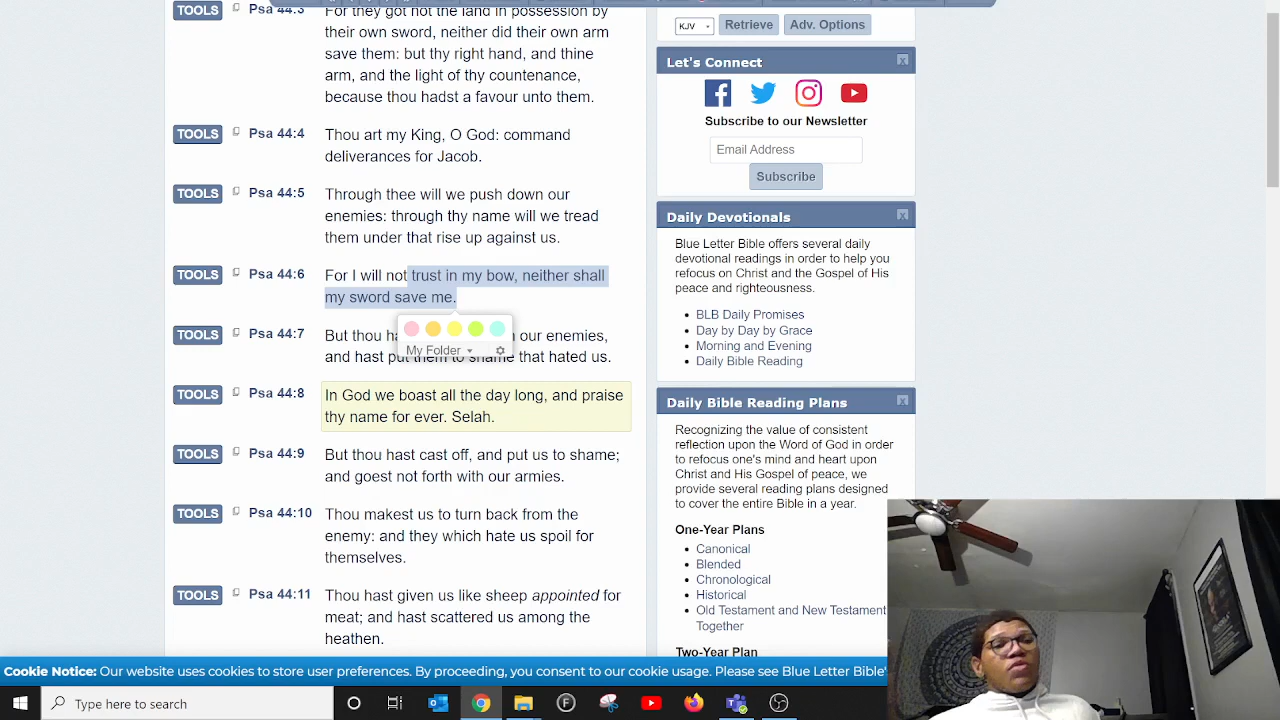 TOOLS Psa 44:3 For they got not the land in possession by
their own sword, neither did their own arm
save them: but thy right hand, and thine
arm, and the light of thy countenance,
because thou hadst a favour unto them.
TOOLS Psa 44:4 Thou art my King, O God: command
deliverances for Jacob.
TOOLS Psa 44:5 Through thee will we push down our
enemies: through thy name will we tread
them under that rise up against us.
TOOLS Psa 44:6 For I will not trust in my bow, neither shall
my sword save me.
TOOLS Psa 44:7 But thou our enemies,
and hast put them to shame that hated us.
My Folder
TOOLS Psa 44:8 In God we boast all the day long, and praise
thy name for ever. Selah.
TOOLS Psa 44:9 But thou hast cast off, and put us to shame;
and goest not forth with our armies.
TOOLS Psa 44:10 Thou makest us to turn back from the
enemy: and they which hate us spoil for
themselves.
TOOLS Psa 44:11 Thou hast given us like sheep appointed for
meat; and hast scattered us among the
heathen.
KJV Retrieve Adv. Options
Let's Connect
Subscribe to our Newsletter
Email Address
Subscribe
Daily Devotionals
Blue Letter Bible offers several daily
devotional readings in order to help you
refocus on Christ and the Gospel of His
peace and righteousness.
BLB Daily Promises
Day by Day by Grace
Morning and Evening
Daily Bible Reading
Daily Bible Reading Plans
Recognizing the value of consistent
reflection upon the Word of God in order
to refocus one's mind and heart upon
Christ and His Gospel of peace, we
provide several reading plans designed
to cover the entire Bible in a year.
One-Year Plans
Canonical
Blended
Chronological
Historical
Old Testament and New Testament
Together
Two-Year Plan
Cookie Notice: Our website uses cookies to store user preferences. By proceeding, you consent to our cookie usage. Please see Blue Letter Bible'
Type here to search